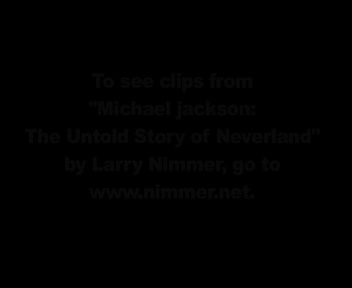 To see clips from
"Michael jackson:
The Untold Story of Neverland"
by Larry Nimmer, go to
www.nimmer.net.